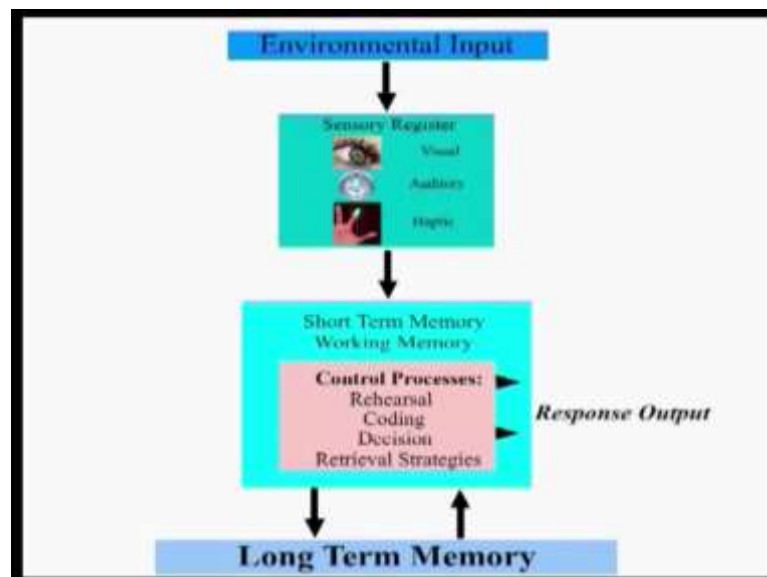 Environmental Input
Sensory Register
Visual
Auditory
Haptic
Short Term Memory
Working Memory
Control Processes:
Rehearsal
Coding
Decision
Retrieval Strategies
Response Output
Long Term Memory